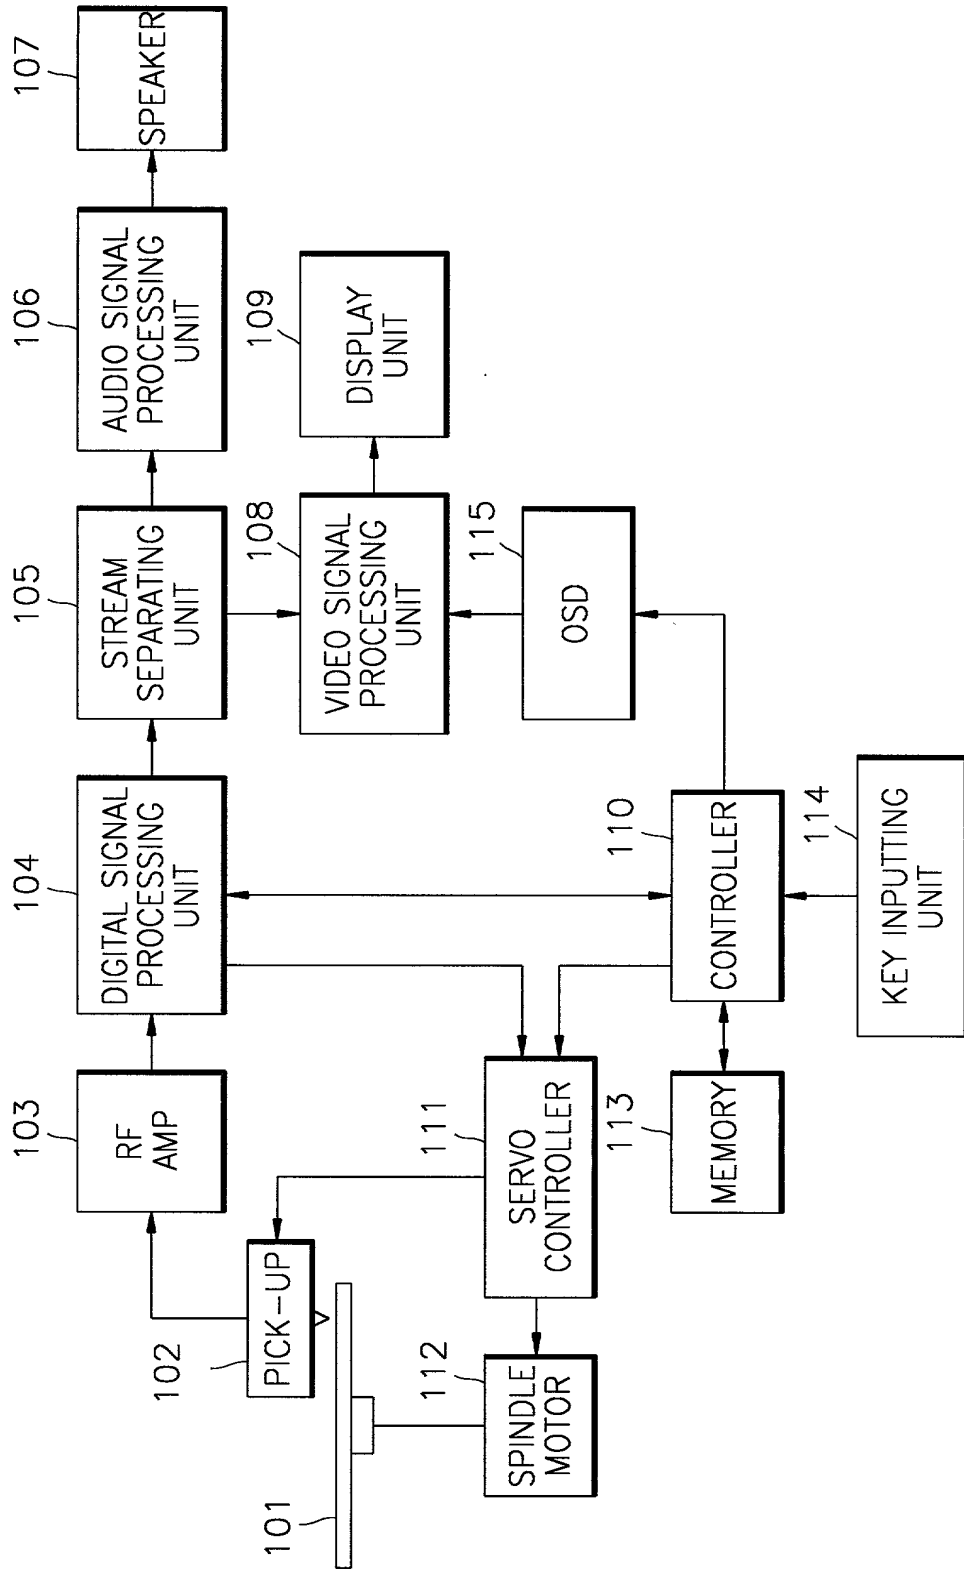 101
102
PICK-UP
103
RF
AMP
104
DIGITAL SIGNAL
PROCESSING
UNIT
105
STREAM
SEPARATING
UNIT
106
AUDIO SIGNAL
PROCESSING
UNIT
107
SPEAKER
108
VIDEO SIGNAL
PROCESSING
UNIT
109
DISPLAY
UNIT
112
SPINDLE
MOTOR
111
SERVO
CONTROLLER
115
OSD
113
MEMORY
110
CONTROLLER
114
KEY INPUTTING
UNIT